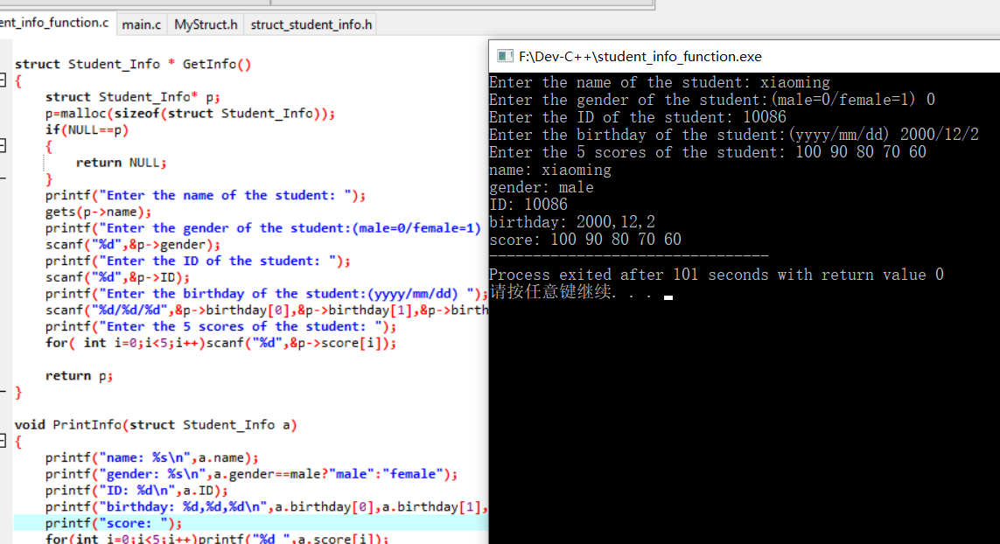 ent_info_function.c main.c MyStruct.h struct_student_info.h
struct Student_Info * GetInfo()
{
struct Student_Info* p;
p=malloc(sizeof(struct Student_Info));
if(NULL==p)
{
return NULL;
}
printf("Enter the name of the student: ");
gets(p->name);
printf("Enter the gender of the student:(male=0/female=1)
scanf("%d",&p->gender);
printf("Enter the ID of the student: ");
scanf("%d",&p->ID);
printf("Enter the birthday of the student:(yyyy/mm/dd) ");
scanf("%d/%d/%d",&p->birthday[0],&p->birthday[1],&p->birth
printf("Enter the 5 scores of the student: ");
for( int i=0;i<5;i++)scanf("%d",&p->score[i]);
return p;
}
void PrintInfo(struct Student_Info a)
{
printf("name: %s\n",a.name);
printf("gender: %s\n",a.gender==male?"male":"female");
printf("ID: %d\n",a.ID);
printf("birthday: %d,%d,%d\n",a.birthday[0],a.birthday[1],
printf("score: ");
for(int i=0;i<5;i++)printf("%d ",a.score[i]);
F:\Dev-C++\student_info_function.exe
Enter the name of the student: xiaoming
Enter the gender of the student:(male=0/female=1) 0
Enter the ID of the student: 10086
Enter the birthday of the student:(yyyy/mm/dd) 2000/12/2
Enter the 5 scores of the student: 100 90 80 70 60
name: xiaoming
gender: male
ID: 10086
birthday: 2000,12,2
score: 100 90 80 70 60
--------------------------------
Process exited after 101 seconds with return value 0
请按任意键继续. . .